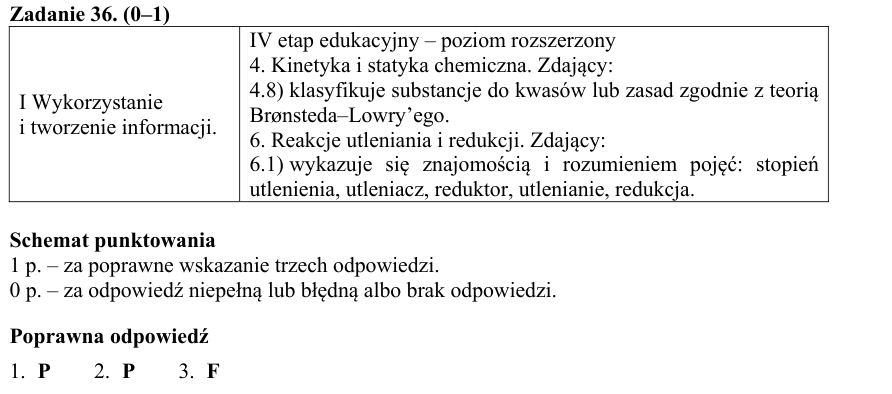 Zadanie 36. (0–1)
I Wykorzystanie
i tworzenie informacji.
IV etap edukacyjny – poziom rozszerzony
4. Kinetyka i statyka chemiczna. Zdający:
4.8) klasyfikuje substancje do kwasów lub zasad zgodnie z teorią
Brønsteda–Lowry’ego.
6. Reakcje utleniania i redukcji. Zdający:
6.1) wykazuje się znajomością i rozumieniem pojęć: stopień
utlenienia, utleniacz, reduktor, utlenianie, redukcja.
Schemat punktowania
1 p. – za poprawne wskazanie trzech odpowiedzi.
0 p. – za odpowiedź niepełną lub błędną albo brak odpowiedzi.
Poprawna odpowiedź
1. P 2. P 3. F